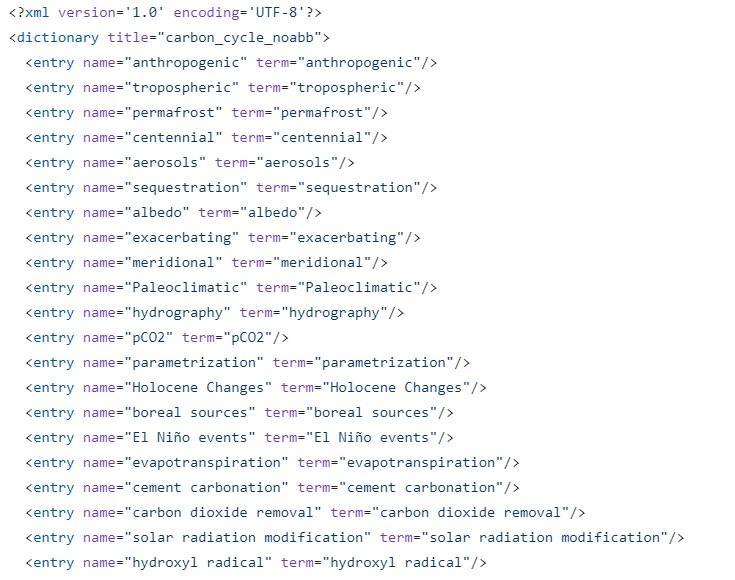 <?xml version='1.0' encoding='UTF-8'?>
<dictionary title="carbon_cycle_noabb">
<entry name="anthropogenic" term="anthropogenic"/>
<entry name="tropospheric" term="tropospheric"/>
<entry name="permafrost" term="permafrost"/>
<entry name="centennial" term="centennial"/>
<entry name="aerosols" term="aerosols"/>
<entry name="sequestration" term="sequestration"/>
<entry name="albedo" term="albedo"/>
<entry name="exacerbating" term="exacerbating"/>
<entry name="meridional" term="meridional"/>
<entry name="Paleoclimatic" term="Paleoclimatic"/>
<entry name="hydrography" term="hydrography"/>
<entry name="pCO2" term="pCO2"/>
<entry name="parametrization" term="parametrization"/>
<entry name="Holocene Changes" term="Holocene Changes"/>
<entry name="boreal sources" term="boreal sources"/>
<entry name="El Niño events" term="El Niño events"/>
<entry name="evapotranspiration" term="evapotranspiration"/>
<entry name="cement carbonation" term="cement carbonation"/>
<entry name="carbon dioxide removal" term="carbon dioxide removal"/>
<entry name="solar radiation modification" term="solar radiation modification"/>
<entry name="hydroxyl radical" term="hydroxyl radical"/>